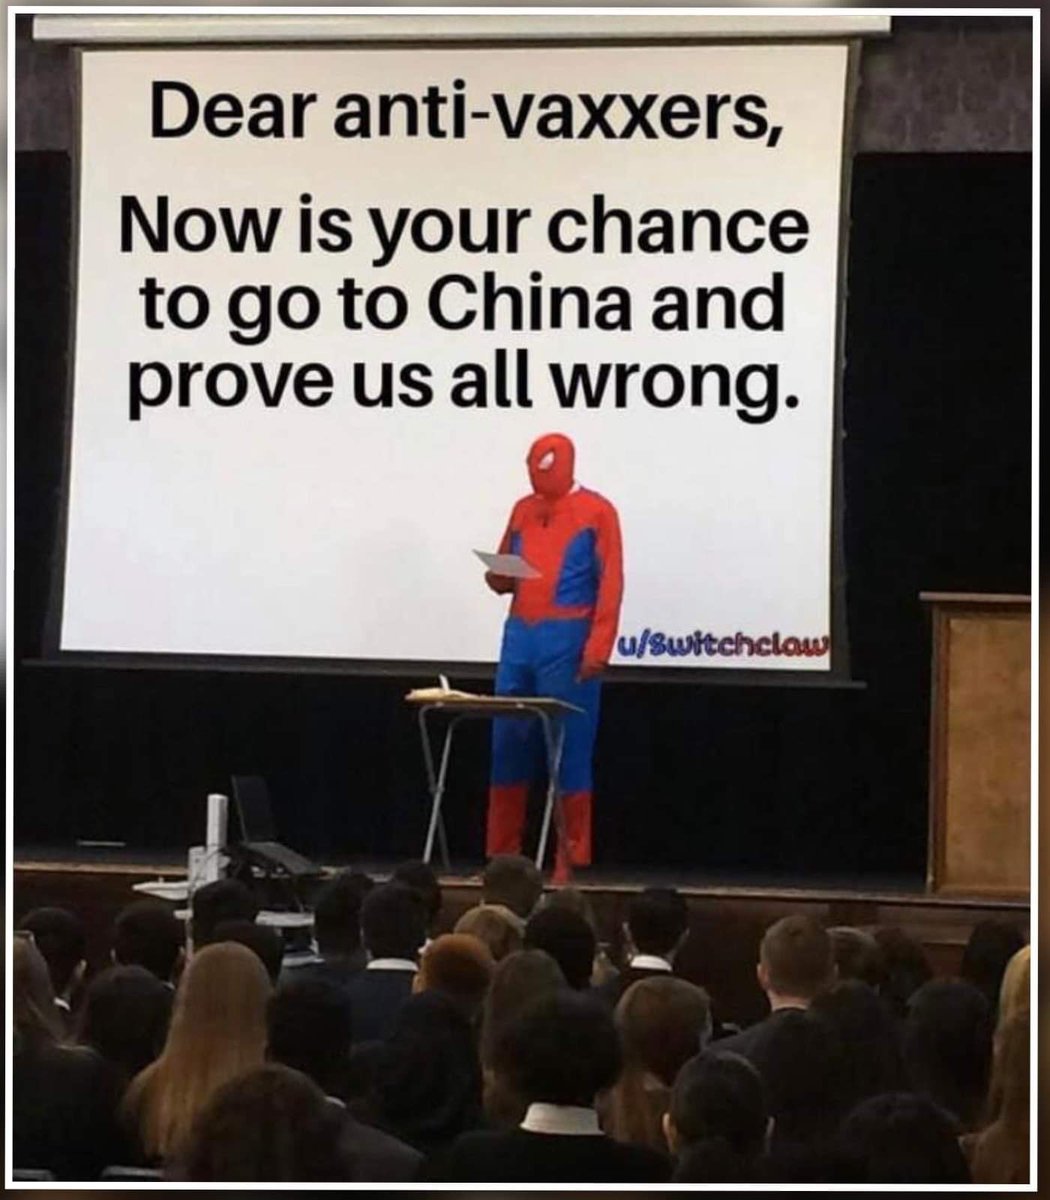 Dear anti-vaxxers,
Now is your chance
to go to China and
prove us all wrong.
u/Switchclaw